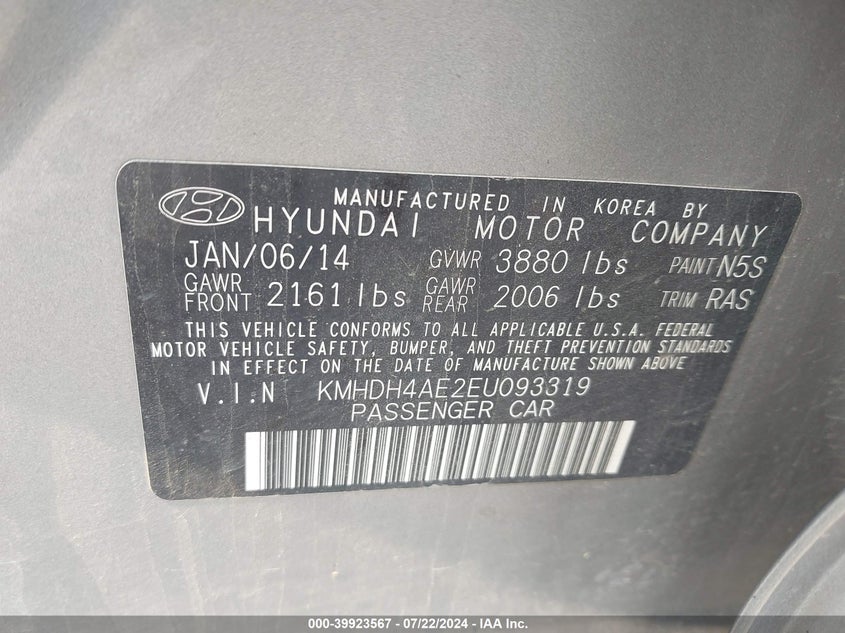 MANUFACTURED IN KOREA BY
HYUNDAI MOTOR COMPANY
JAN/06/14 GVWR 3880 lbs PAINT N5S
GAWR FRONT 2161 lbs GAWR REAR 2006 lbs TRIM RAS
THIS VEHICLE CONFORMS TO ALL APPLICABLE U.S.A. FEDERAL
MOTOR VEHICLE SAFETY, BUMPER, AND THEFT PREVENTION STANDARDS
IN EFFECT ON THE DATE OF MANUFACTURE SHOWN ABOVE
V.I.N KMHDH4AE2EU093319
PASSENGER CAR
000-39923567 - 07/22/2024 - IAA Inc.